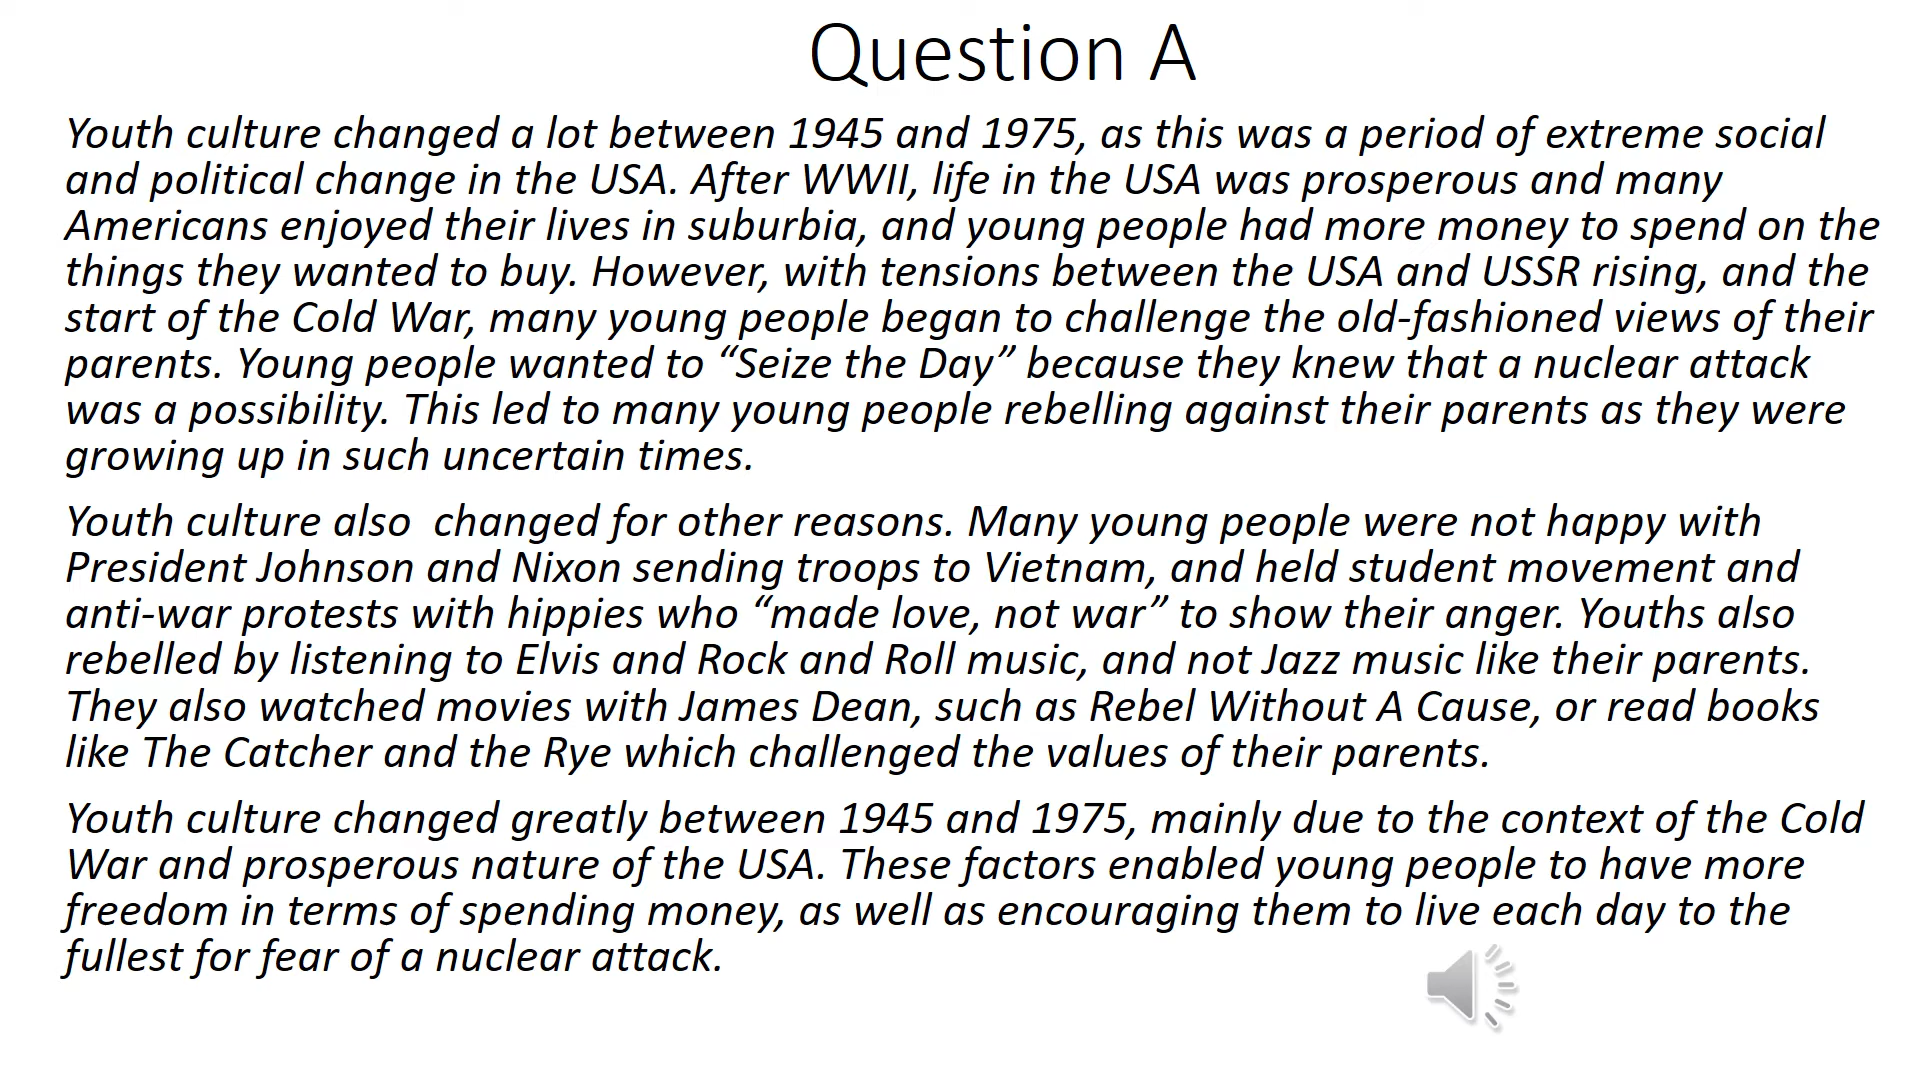 Question A
Youth culture changed a lot between 1945 and 1975, as this was a period of extreme social
and political change in the USA. After WWII, life in the USA was prosperous and many
Americans enjoyed their lives in suburbia, and young people had more money to spend on the
things they wanted to buy. However, with tensions between the USA and USSR rising, and the
start of the Cold War, many young people began to challenge the old-fashioned views of their
parents. Young people wanted to “Seize the Day” because they knew that a nuclear attack
was a possibility. This led to many young people rebelling against their parents as they were
growing up in such uncertain times.
Youth culture also  changed for other reasons. Many young people were not happy with
President Johnson and Nixon sending troops to Vietnam, and held student movement and
anti-war protests with hippies who “made love, not war” to show their anger. Youths also
rebelled by listening to Elvis and Rock and Roll music, and not Jazz music like their parents.
They also watched movies with James Dean, such as Rebel Without A Cause, or read books
like The Catcher and the Rye which challenged the values of their parents.
Youth culture changed greatly between 1945 and 1975, mainly due to the context of the Cold
War and prosperous nature of the USA. These factors enabled young people to have more
freedom in terms of spending money, as well as encouraging them to live each day to the
fullest for fear of a nuclear attack.